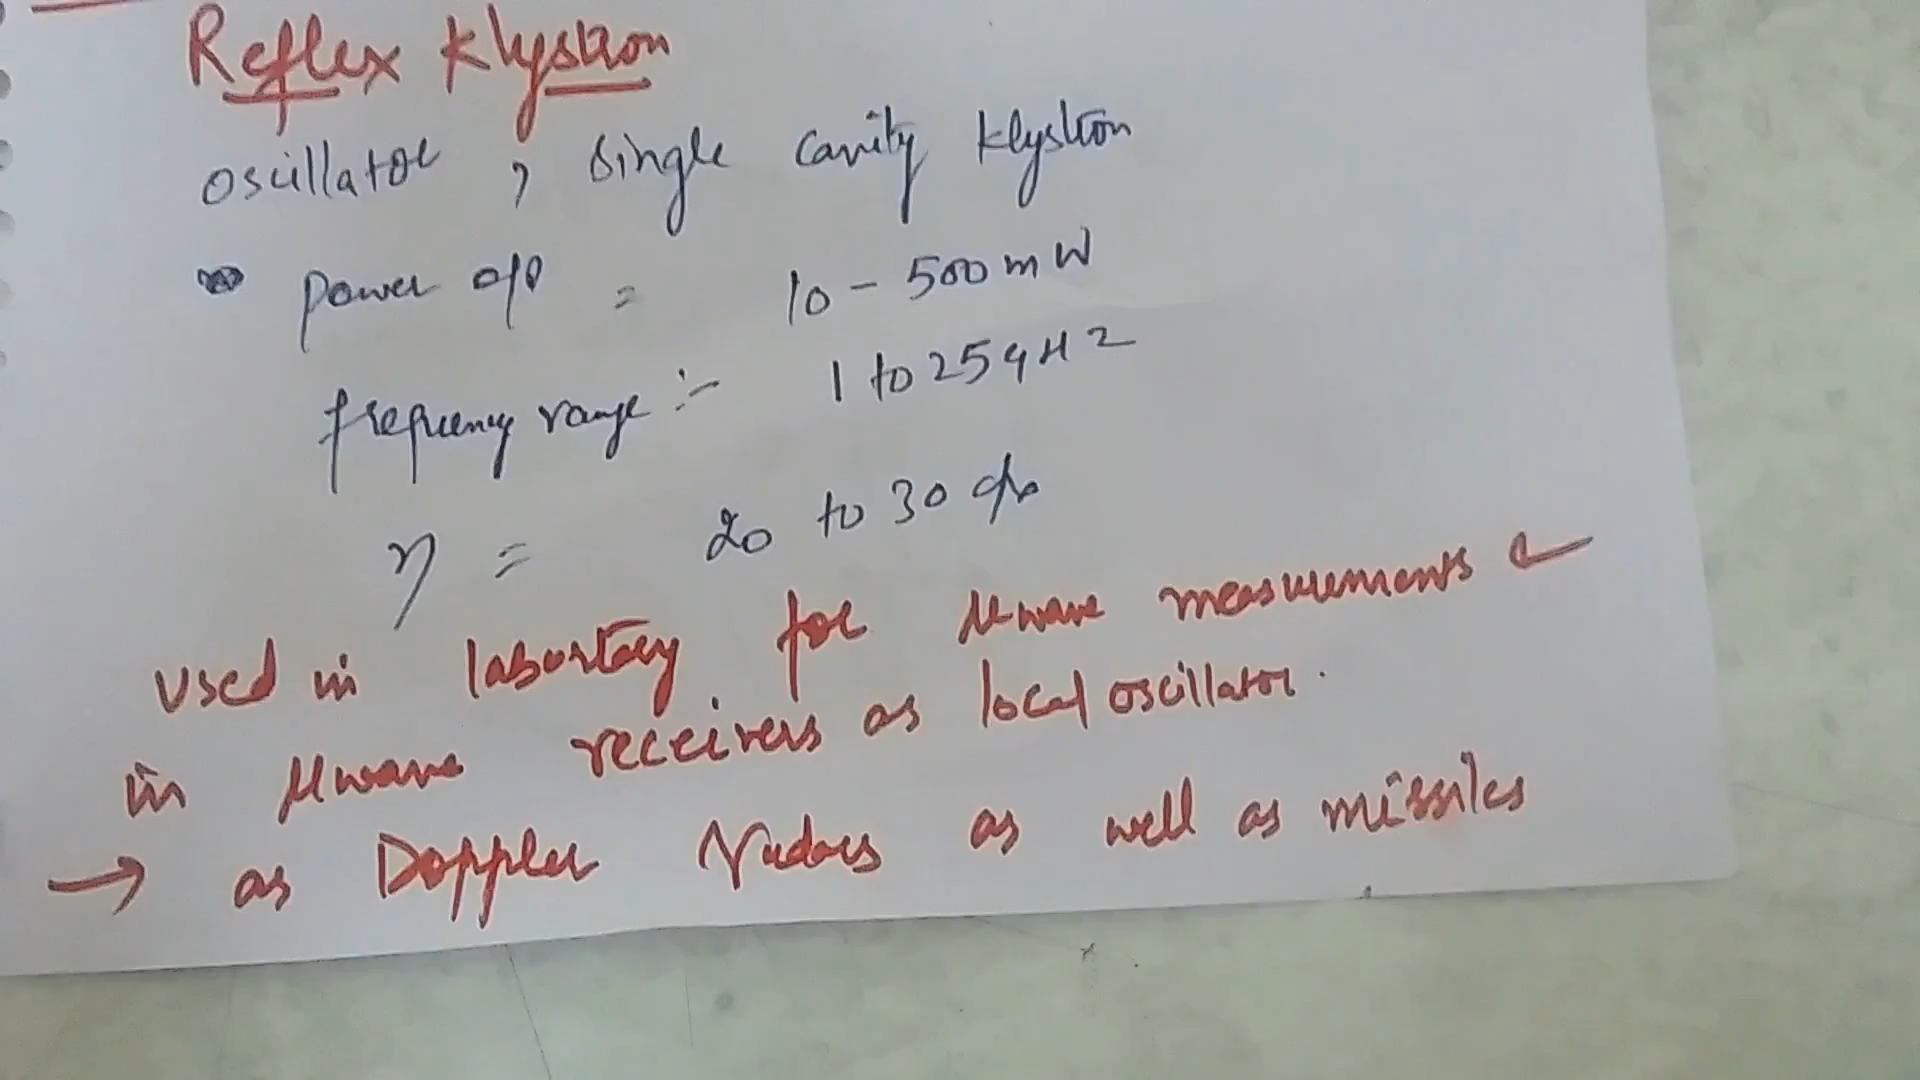 Reflex Klystron
oscillator, single cavity klystron
power o/p = 10 - 500 mW
frequency range :- 1 to 25 GHz
η = 20 to 30 %
used in labortory for μwave measurements &
in μwave receivers as local oscillator.
→ as Doppler radars as well as missiles